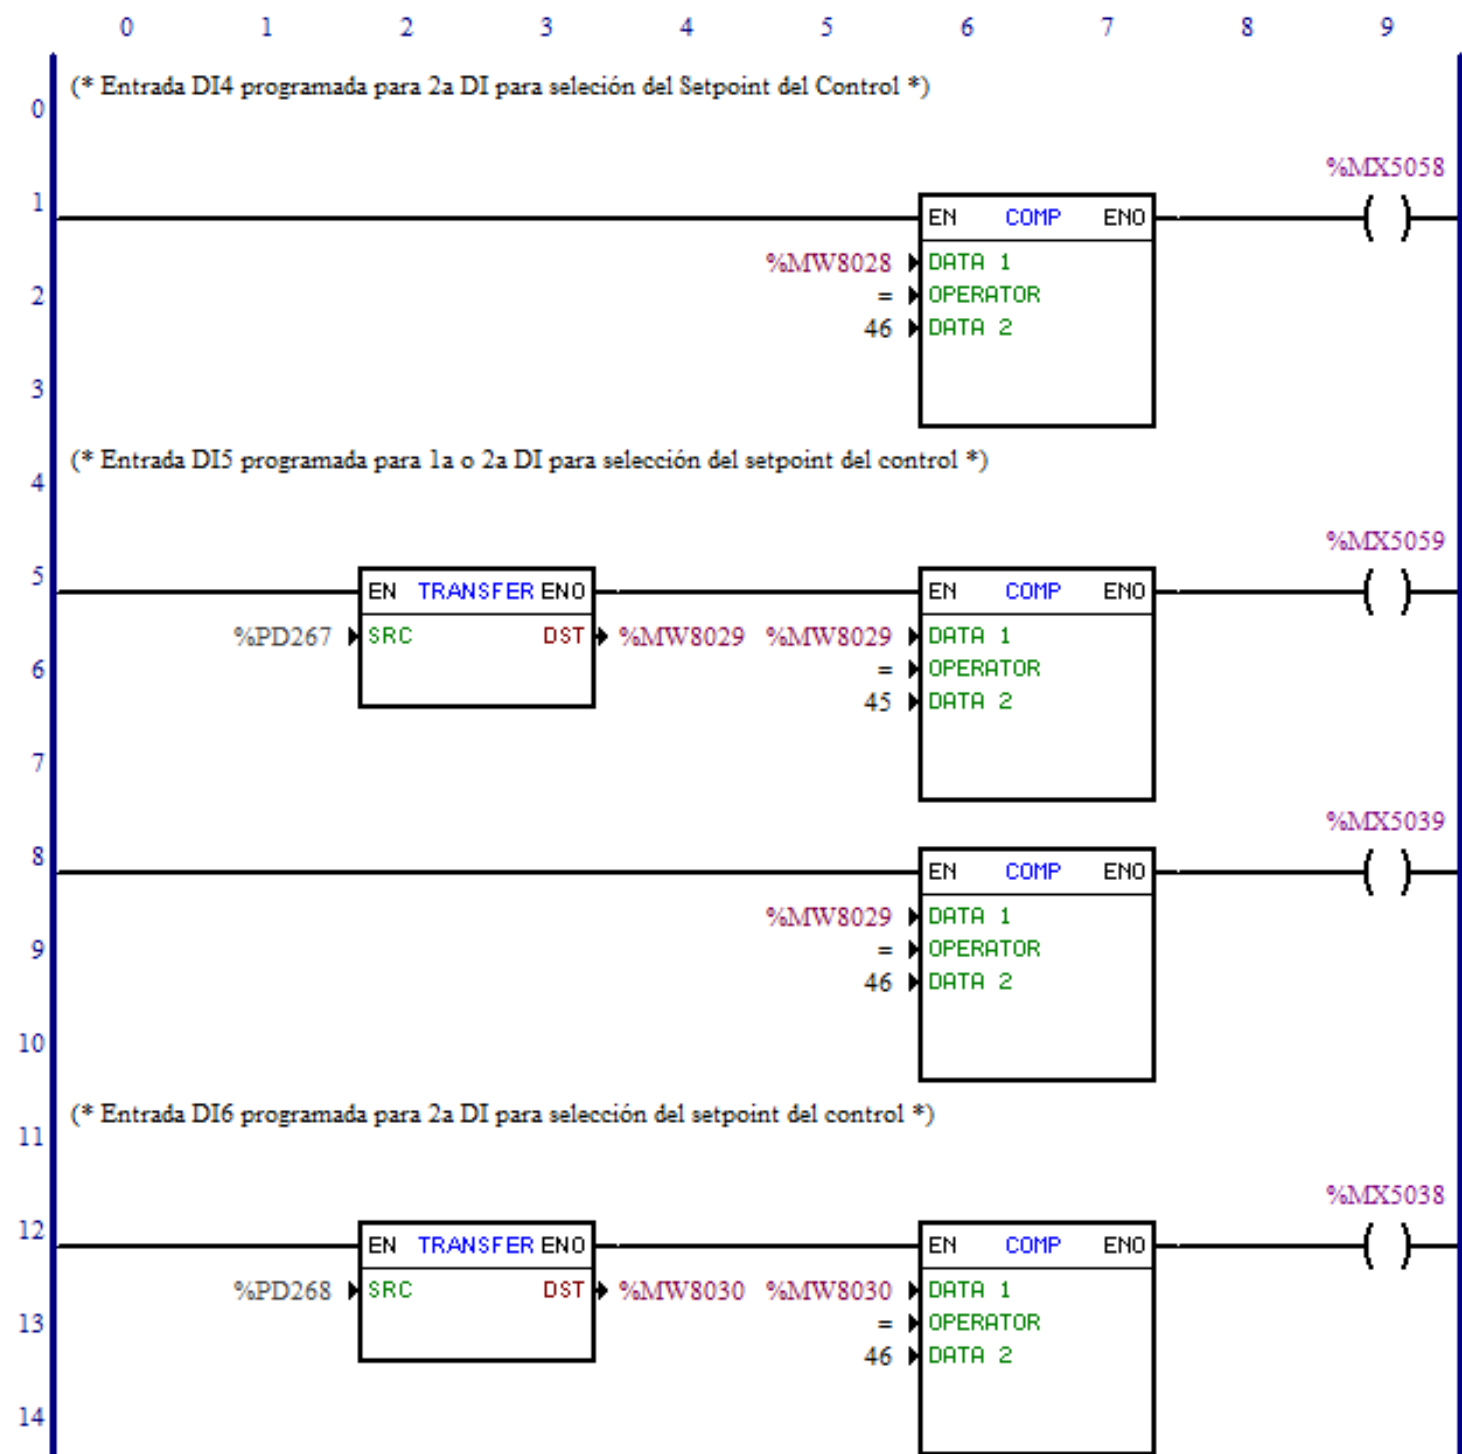 0 1 2 3 4 5 6 7 8 9
(* Entrada DI4 programada para 2a DI para seleción del Setpoint del Control *)
0
%MX5058
1
EN COMP ENO
%MW8028 DATA 1
2
= OPERATOR
46 DATA 2
3
(* Entrada DI5 programada para 1a o 2a DI para selección del setpoint del control *)
4
%MX5059
5
EN TRANSFER ENO EN COMP ENO
%PD267 SRC DST %MW8029 %MW8029 DATA 1
6
= OPERATOR
45 DATA 2
7
%MX5039
8
EN COMP ENO
%MW8029 DATA 1
9
= OPERATOR
46 DATA 2
10
(* Entrada DI6 programada para 2a DI para selección del setpoint del control *)
11
%MX5038
12
EN TRANSFER ENO EN COMP ENO
%PD268 SRC DST %MW8030 %MW8030 DATA 1
13
= OPERATOR
46 DATA 2
14